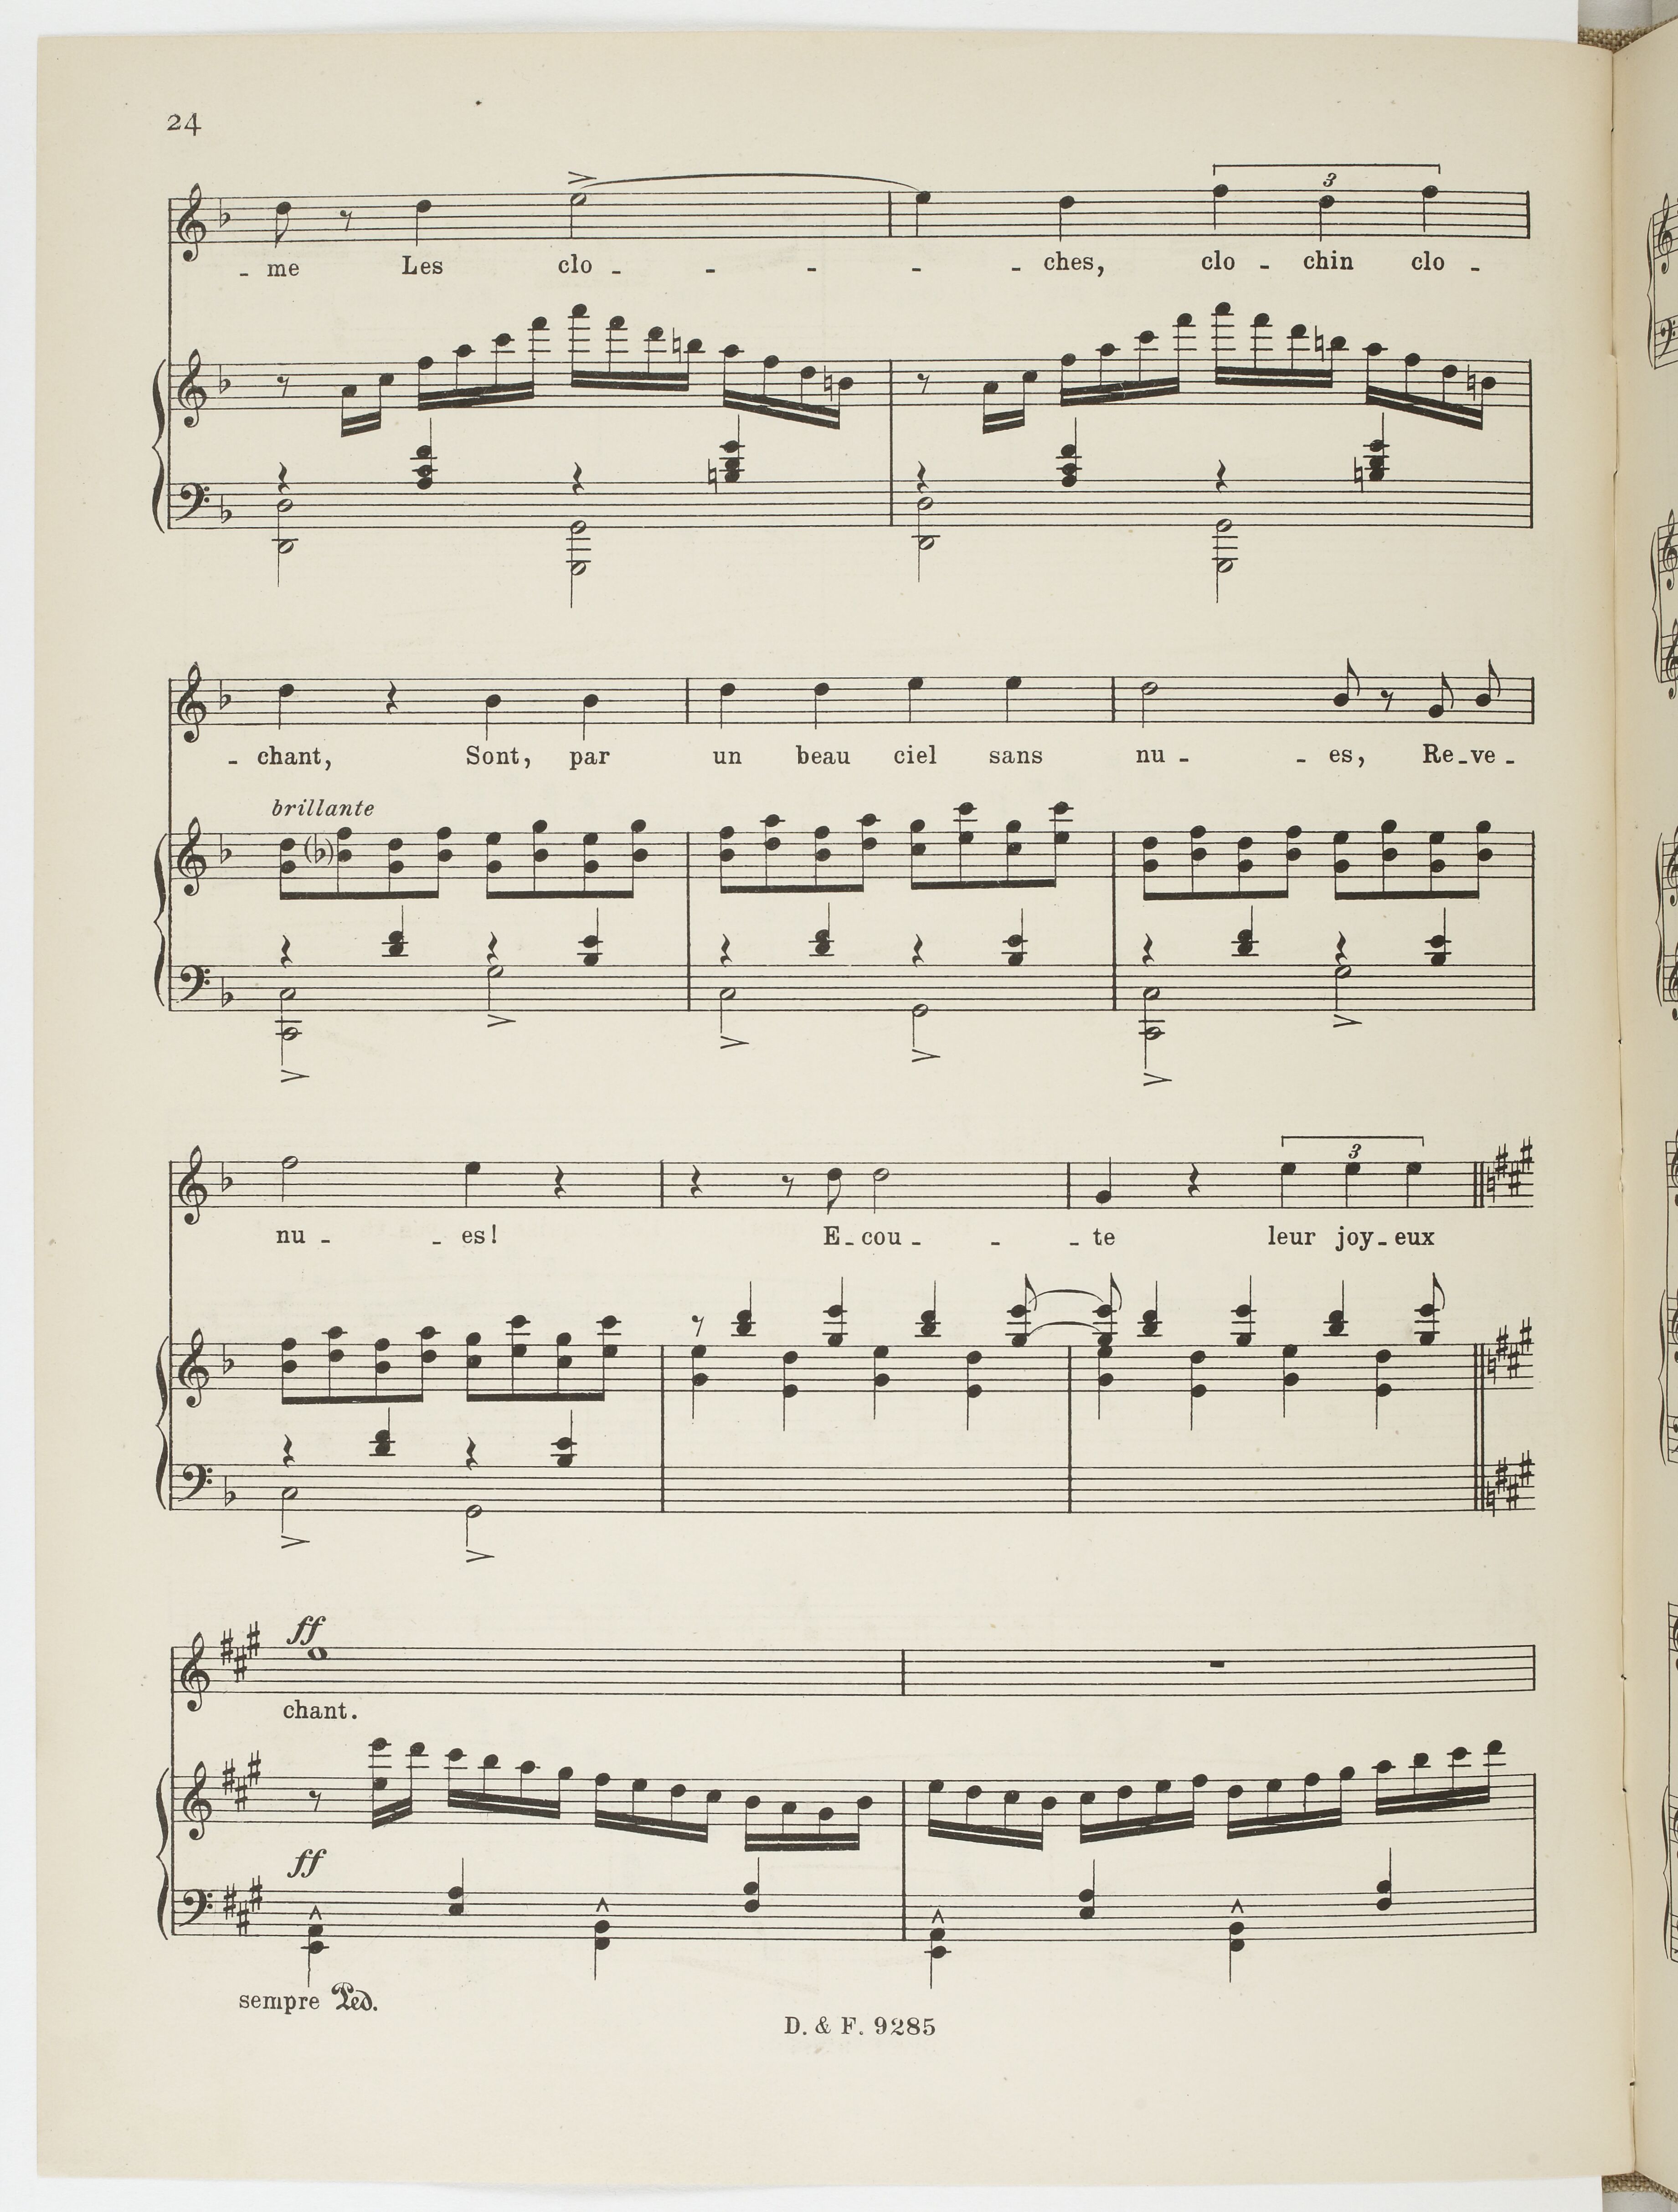 24
3
- me Les clo - - - - - ches, clo - chin clo -
- chant, Sont, par un beau ciel sans nu - - es, Re - ve -
brillante
3
nu - - es! E - cou - - - te leur joy - eux
ff
chant.
ff
sempre Ped.
D. & F. 9285